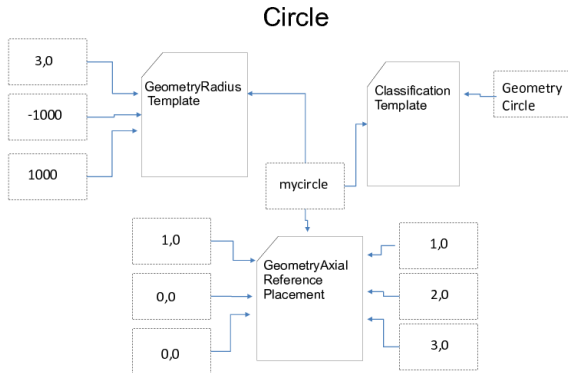 Circle
3,0
-1000
1000
GeometryRadius
Template
Classification
Template
Geometry
Circle
mycircle
1,0
0,0
0,0
GeometryAxial
Reference
Placement
1,0
2,0
3,0